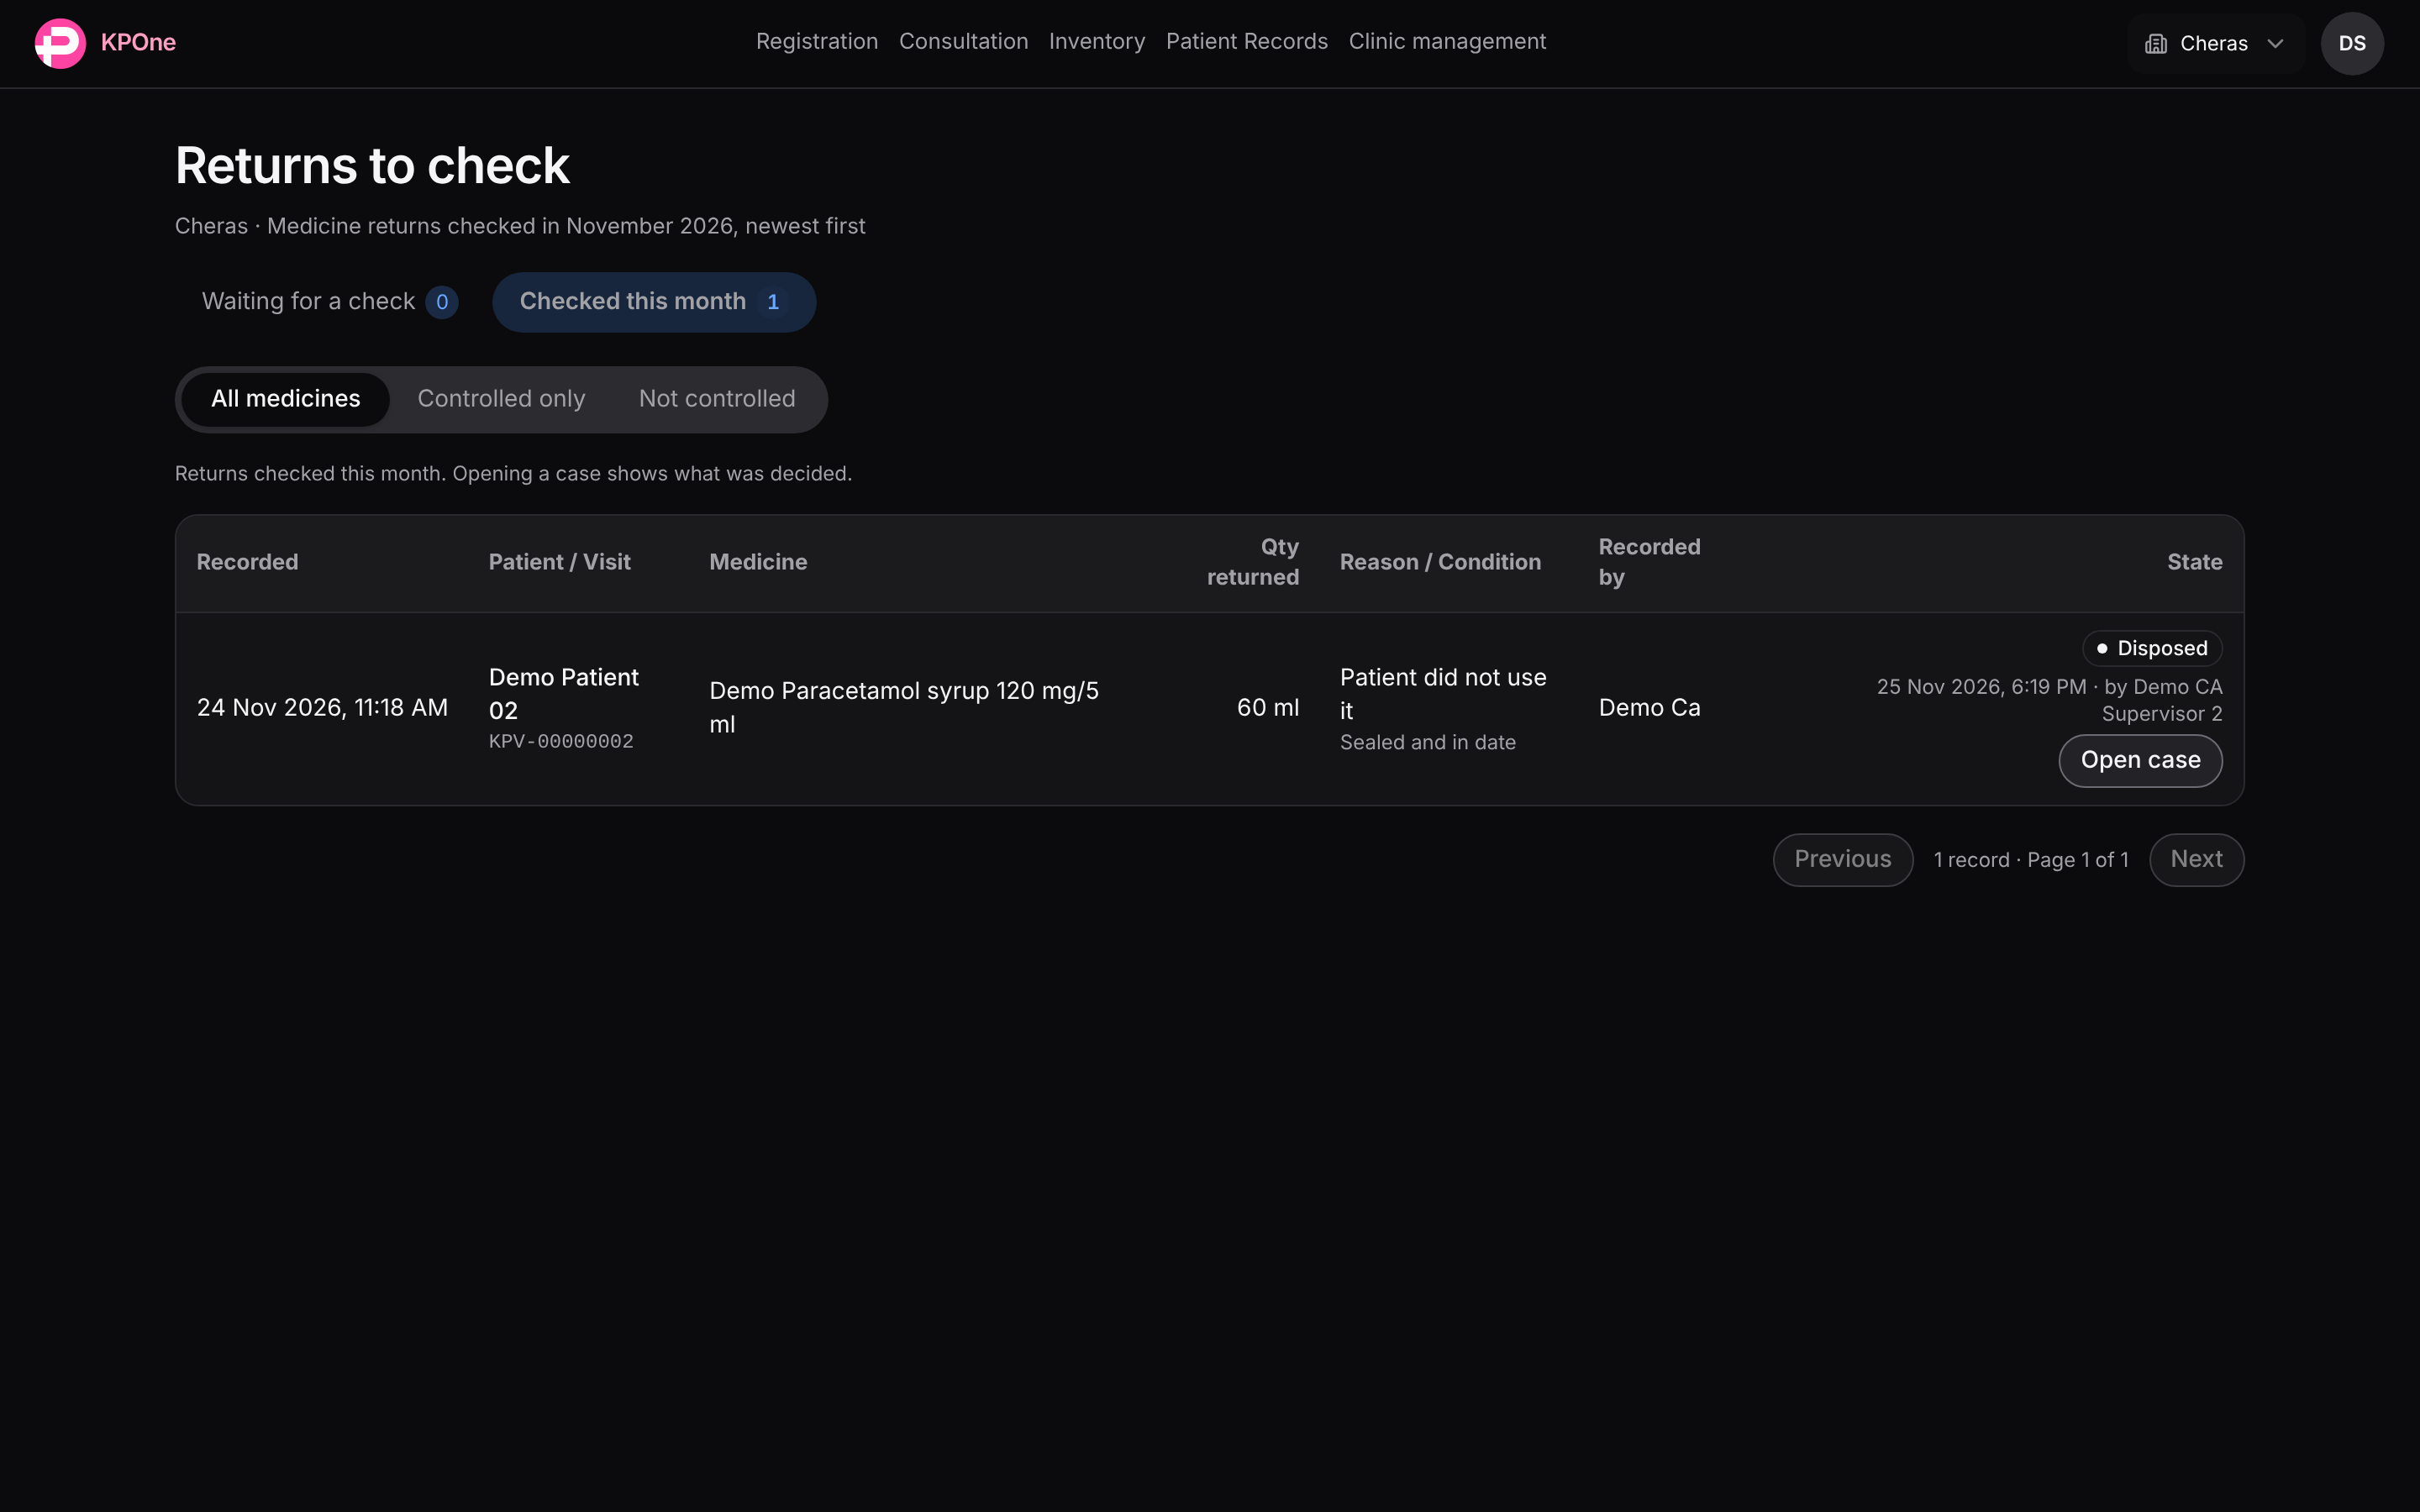 KPOne
Registration
Consultation
Inventory
Patient Records
Clinic management
Cheras
DS
Returns to check
Cheras · Medicine returns checked in November 2026, newest first
Waiting for a check 0
Checked this month 1
All medicines
Controlled only
Not controlled
Returns checked this month. Opening a case shows what was decided.
Recorded
Patient / Visit
Medicine
Qty
returned
Reason / Condition
Recorded
by
State
24 Nov 2026, 11:18 AM
Demo Patient
02
KPV-00000002
Demo Paracetamol syrup 120 mg/5
ml
60 ml
Patient did not use
it
Sealed and in date
Demo Ca
Disposed
25 Nov 2026, 6:19 PM · by Demo CA
Supervisor 2
Open case
Previous
1 record · Page 1 of 1
Next